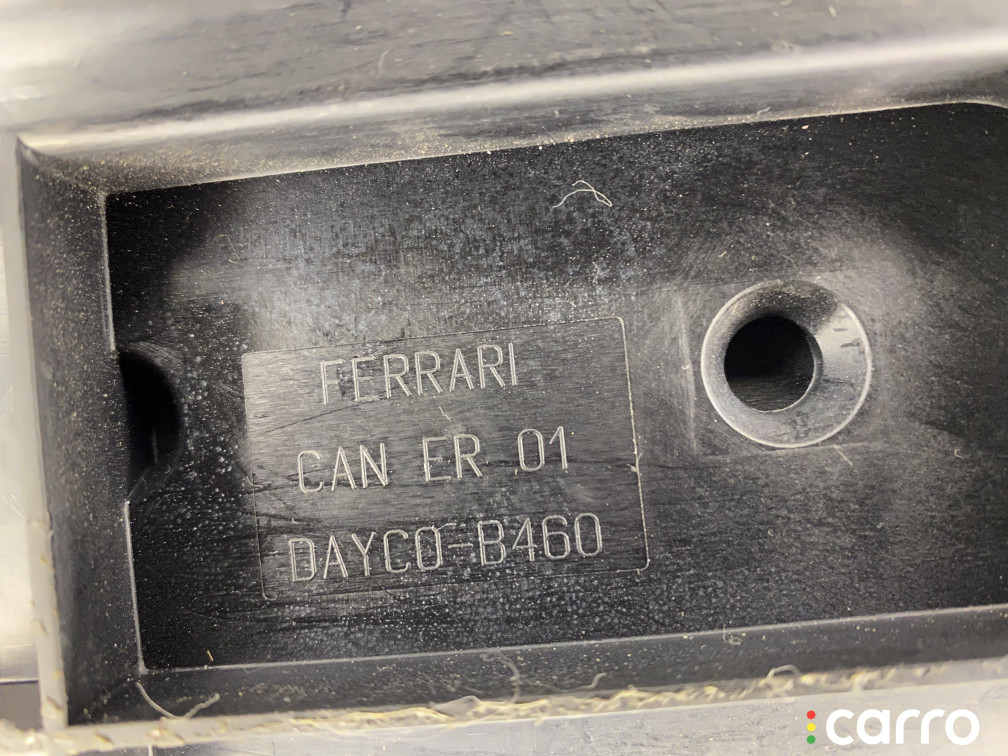 FERRARI
CAN ER 01
DAYCO-B460
carro